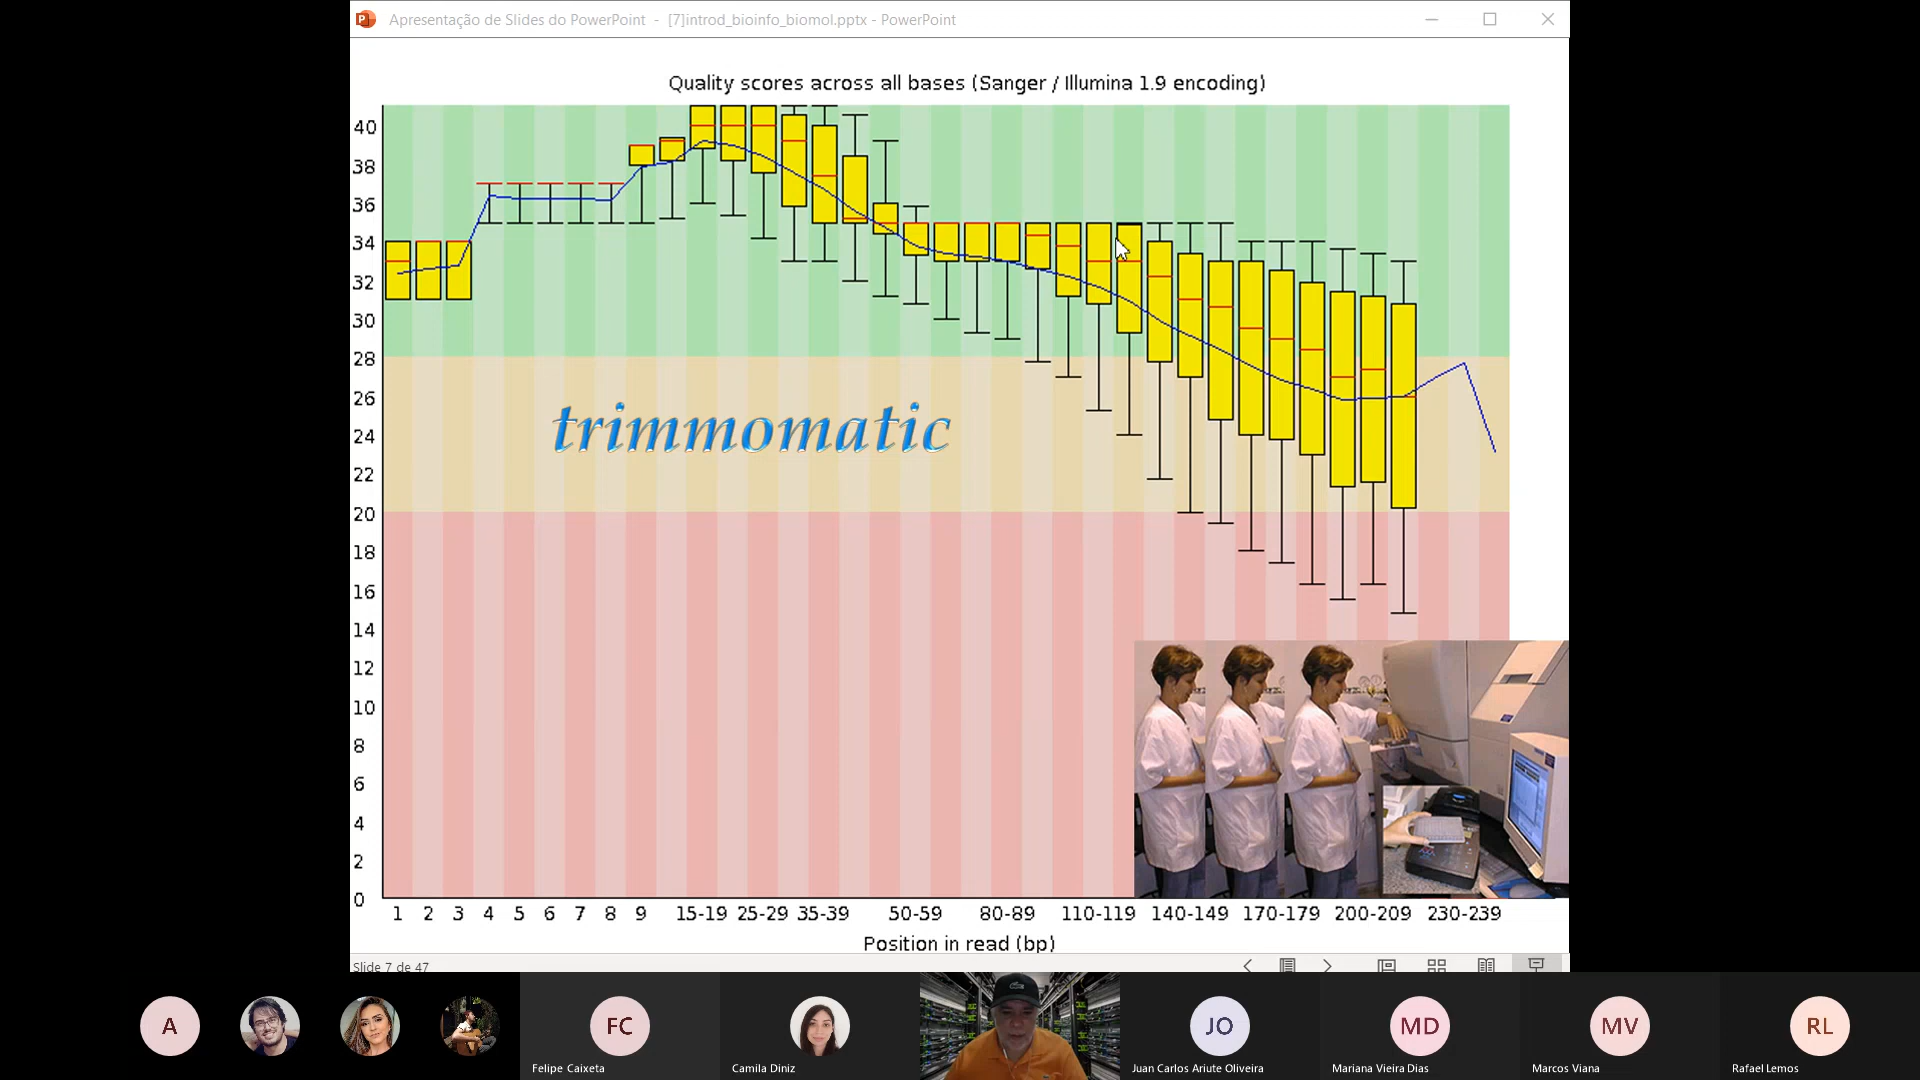 Apresentação de Slides do PowerPoint - [7]introd_bioinfo_biomol.pptx - PowerPoint
Quality scores across all bases (Sanger / Illumina 1.9 encoding)
40
38
36
34
32
30
28
26
trimmomatic
24
22
20
18
16
14
12
10
8
6
4
2
0
1 2 3 4 5 6 7 8 9 15-19 25-29 35-39 50-59 80-89 110-119 140-149 170-179 200-209 230-239
Position in read (bp)
Slide 7 de 47
A FC JO MD MV RL
Felipe Caixeta Camila Diniz Juan Carlos Ariute Oliveira Mariana Vieira Dias Marcos Viana Rafael Lemos